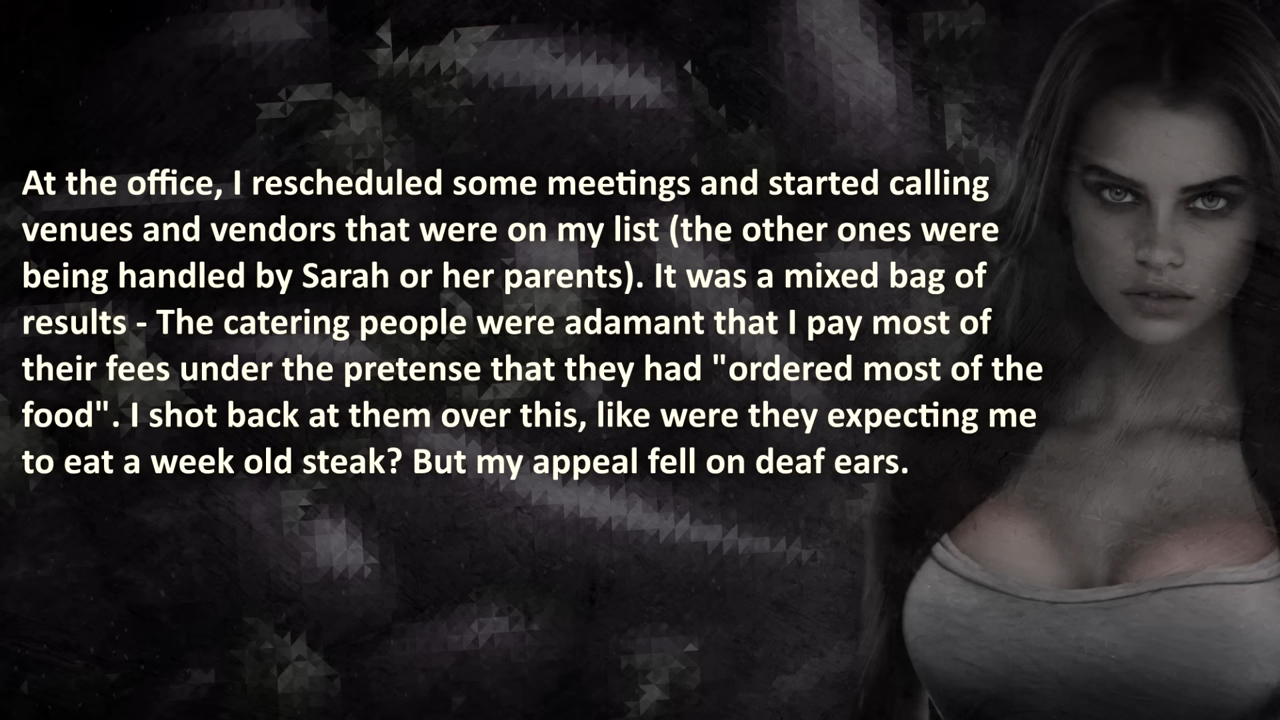 At the office, I rescheduled some meetings and started calling
venues and vendors that were on my list (the other ones were
being handled by Sarah or her parents). It was a mixed bag of
results - The catering people were adamant that I pay most of
their fees under the pretense that they had "ordered most of the
food". I shot back at them over this, like were they expecting me
to eat a week old steak? But my appeal fell on deaf ears.